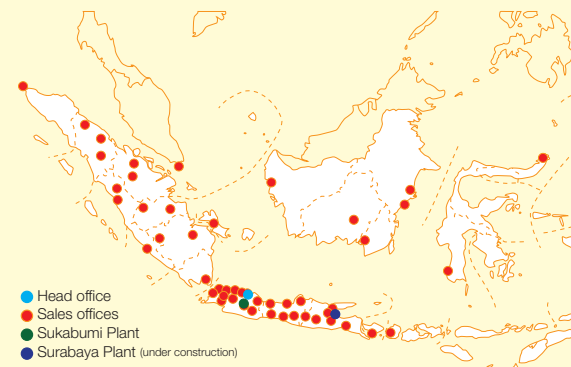 Head office
Sales offices
Sukabumi Plant
Surabaya Plant (under construction)